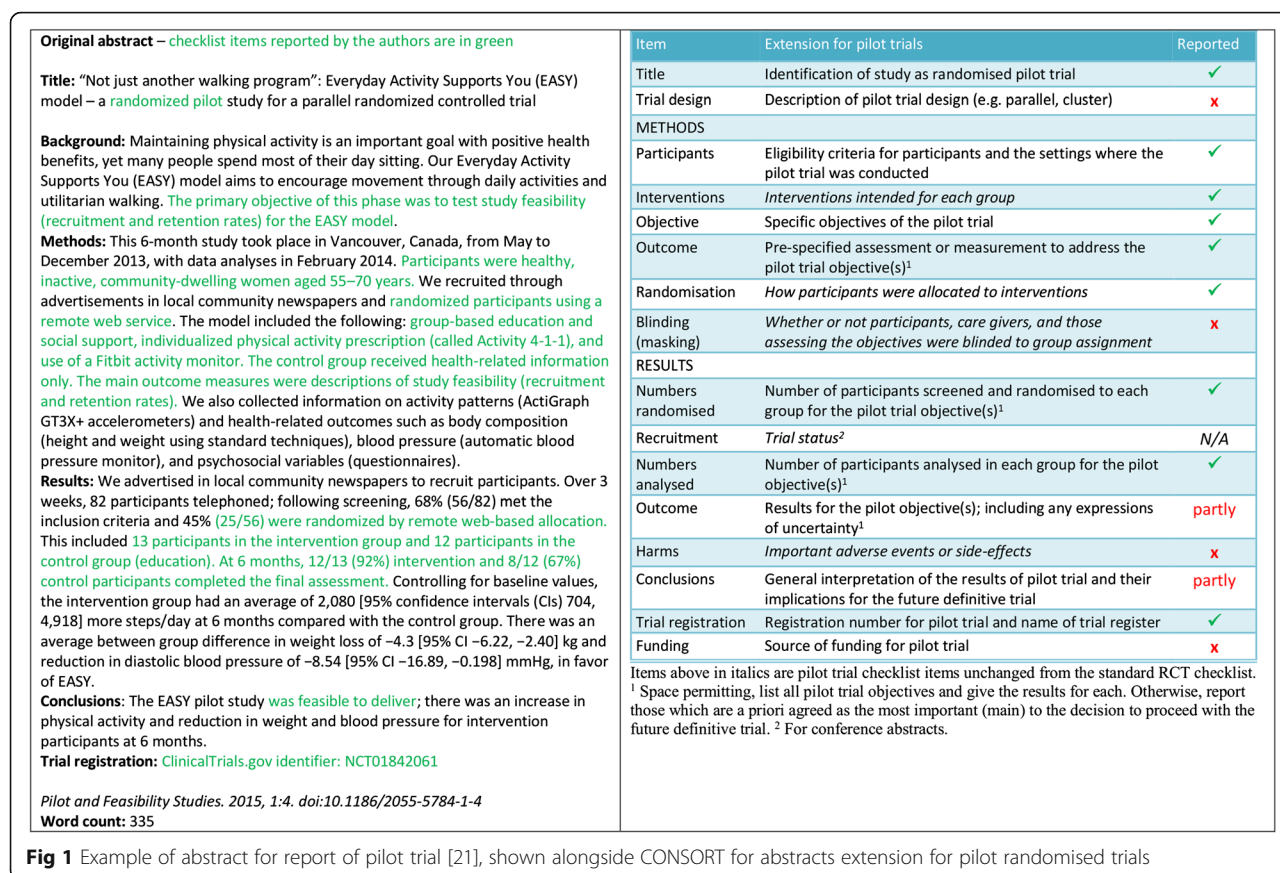 Original abstract – checklist items reported by the authors are in green
Title: “Not just another walking program”: Everyday Activity Supports You (EASY)
model – a randomized pilot study for a parallel randomized controlled trial
Background: Maintaining physical activity is an important goal with positive health
benefits, yet many people spend most of their day sitting. Our Everyday Activity
Supports You (EASY) model aims to encourage movement through daily activities and
utilitarian walking. The primary objective of this phase was to test study feasibility
(recruitment and retention rates) for the EASY model.
Methods: This 6-month study took place in Vancouver, Canada, from May to
December 2013, with data analyses in February 2014. Participants were healthy,
inactive, community-dwelling women aged 55–70 years. We recruited through
advertisements in local community newspapers and randomized participants using a
remote web service. The model included the following: group-based education and
social support, individualized physical activity prescription (called Activity 4-1-1), and
use of a Fitbit activity monitor. The control group received health-related information
only. The main outcome measures were descriptions of study feasibility (recruitment
and retention rates). We also collected information on activity patterns (ActiGraph
GT3X+ accelerometers) and health-related outcomes such as body composition
(height and weight using standard techniques), blood pressure (automatic blood
pressure monitor), and psychosocial variables (questionnaires).
Results: We advertised in local community newspapers to recruit participants. Over 3
weeks, 82 participants telephoned; following screening, 68% (56/82) met the
inclusion criteria and 45% (25/56) were randomized by remote web-based allocation.
This included 13 participants in the intervention group and 12 participants in the
control group (education). At 6 months, 12/13 (92%) intervention and 8/12 (67%)
control participants completed the final assessment. Controlling for baseline values,
the intervention group had an average of 2,080 [95% confidence intervals (CIs) 704,
4,918] more steps/day at 6 months compared with the control group. There was an
average between group difference in weight loss of −4.3 [95% CI −6.22, −2.40] kg and
reduction in diastolic blood pressure of −8.54 [95% CI −16.89, −0.198] mmHg, in favor
of EASY.
Conclusions: The EASY pilot study was feasible to deliver; there was an increase in
physical activity and reduction in weight and blood pressure for intervention
participants at 6 months.
Trial registration: ClinicalTrials.gov identifier: NCT01842061
Pilot and Feasibility Studies. 2015, 1:4. doi:10.1186/2055-5784-1-4
Word count: 335
Item Extension for pilot trials Reported
Title Identification of study as randomised pilot trial ✓
Trial design Description of pilot trial design (e.g. parallel, cluster) x
METHODS
Participants Eligibility criteria for participants and the settings where the ✓
pilot trial was conducted
Interventions Interventions intended for each group ✓
Objective Specific objectives of the pilot trial ✓
Outcome Pre-specified assessment or measurement to address the ✓
pilot trial objective(s)¹
Randomisation How participants were allocated to interventions ✓
Blinding Whether or not participants, care givers, and those x
(masking) assessing the objectives were blinded to group assignment
RESULTS
Numbers Number of participants screened and randomised to each ✓
randomised group for the pilot trial objective(s)¹
Recruitment Trial status² N/A
Numbers Number of participants analysed in each group for the pilot ✓
analysed objective(s)¹
Outcome Results for the pilot objective(s); including any expressions partly
of uncertainty¹
Harms Important adverse events or side-effects x
Conclusions General interpretation of the results of pilot trial and their partly
implications for the future definitive trial
Trial registration Registration number for pilot trial and name of trial register ✓
Funding Source of funding for pilot trial x
Items above in italics are pilot trial checklist items unchanged from the standard RCT checklist.
¹ Space permitting, list all pilot trial objectives and give the results for each. Otherwise, report
those which are a priori agreed as the most important (main) to the decision to proceed with the
future definitive trial. ² For conference abstracts.
Fig 1 Example of abstract for report of pilot trial [21], shown alongside CONSORT for abstracts extension for pilot randomised trials